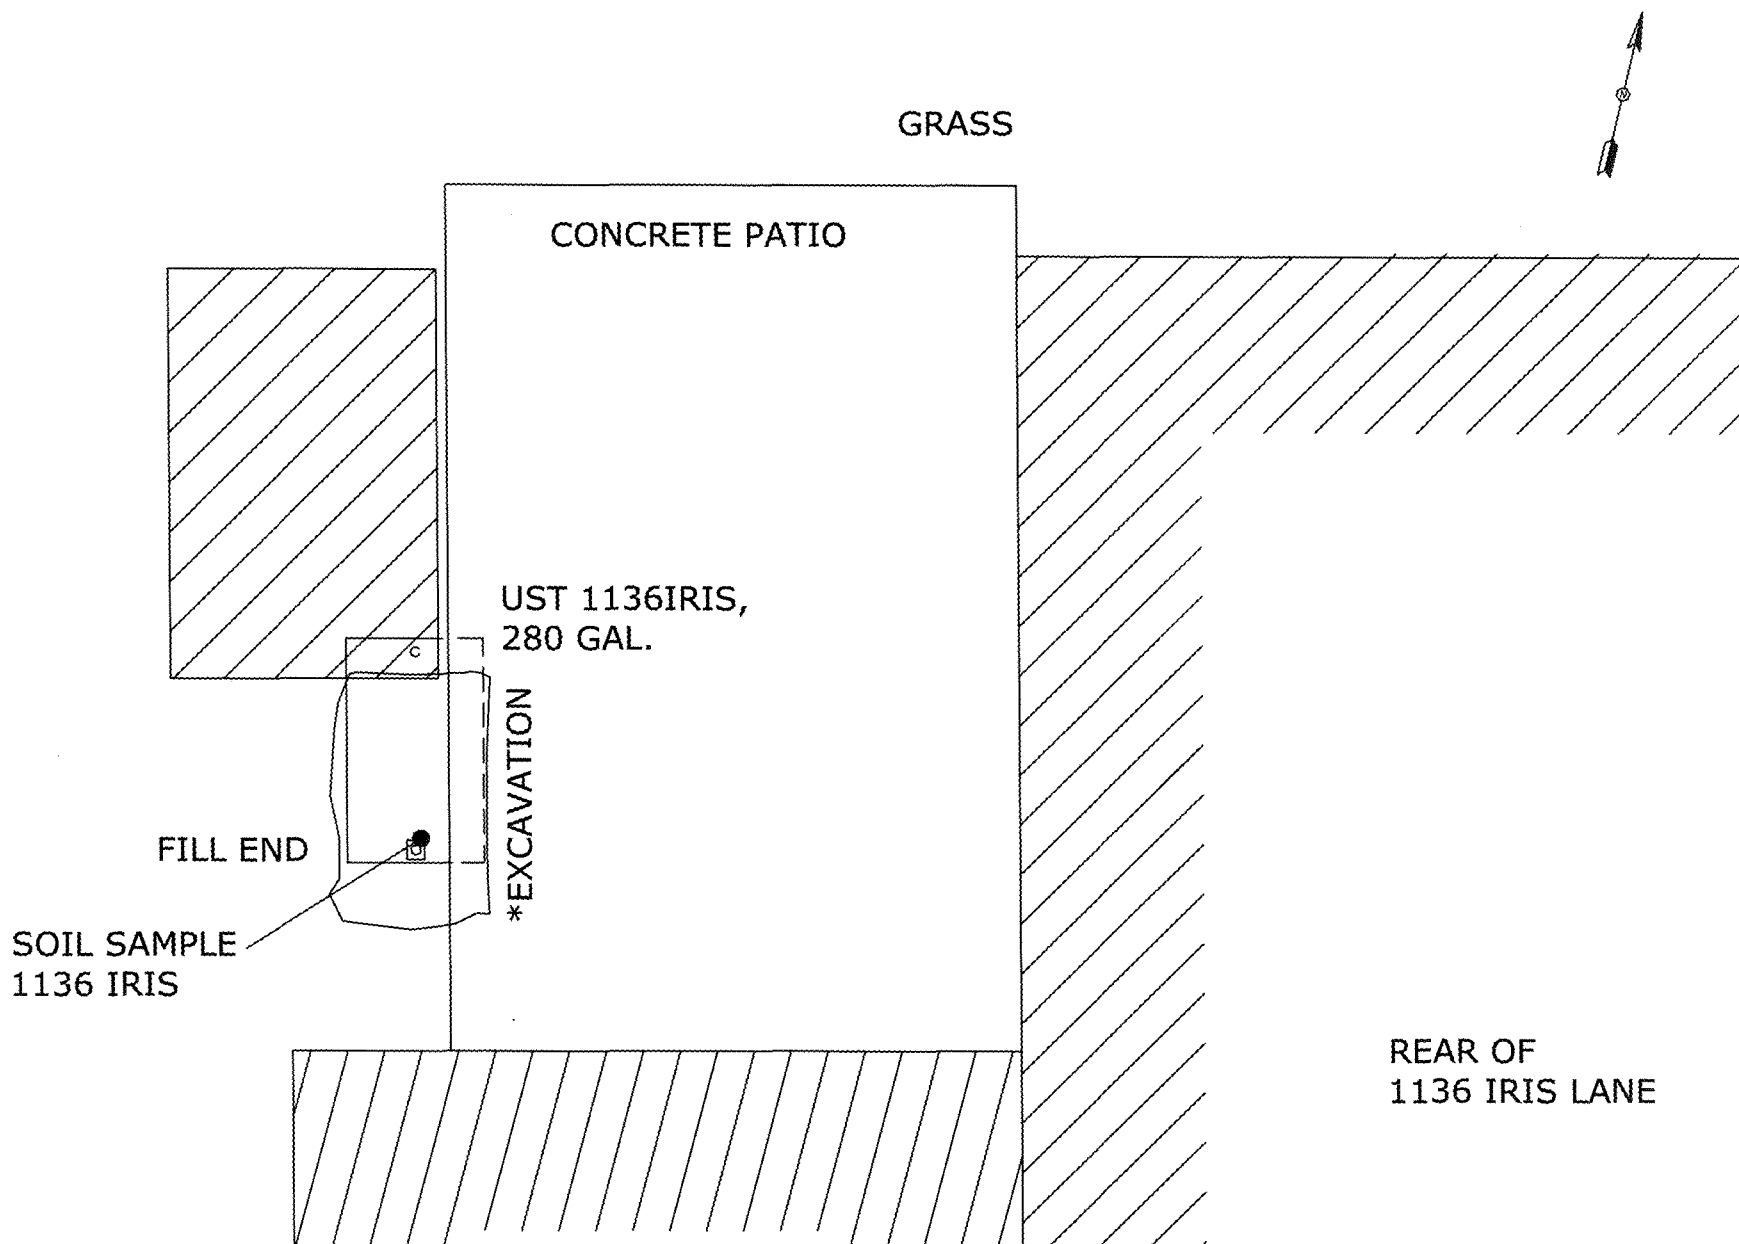 N
GRASS
CONCRETE PATIO
UST 1136IRIS,
280 GAL.
C
*EXCAVATION
FILL END
SOIL SAMPLE
1136 IRIS
REAR OF
1136 IRIS LANE